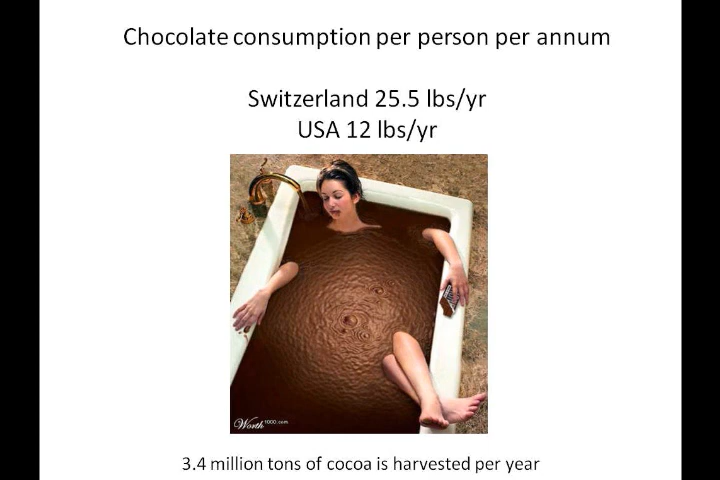 Chocolate consumption per person per annum
Switzerland 25.5 lbs/yr
USA 12 lbs/yr
Worth1000.com
3.4 million tons of cocoa is harvested per year